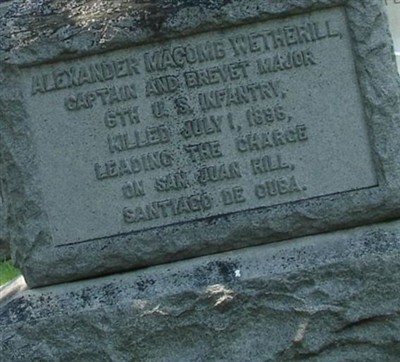 ALEXANDER MACOMB WETHERILL,
CAPTAIN AND BREVET MAJOR
6TH U.S. INFANTRY,
KILLED JULY 1, 1898,
LEADING THE CHARGE
ON SAN JUAN HILL,
SANTIAGO DE CUBA.